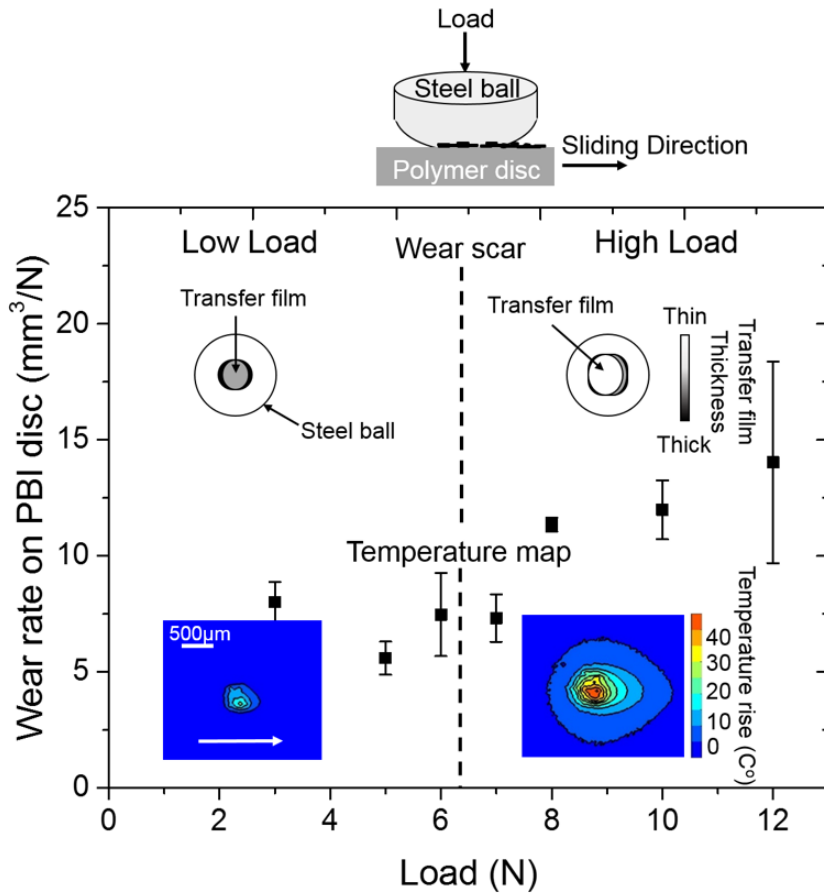 Load
Steel ball
Sliding Direction
Polymer disc
25
20
15
10
5
0
Wear rate on PBI disc (mm³/N)
Low Load
Wear scar
High Load
Transfer film
Steel ball
Transfer film
Thin
Thick
Transfer film
Thickness
Temperature map
500μm
40
30
20
10
0
Temperature rise (C°)
0 2 4 6 8 10 12
Load (N)